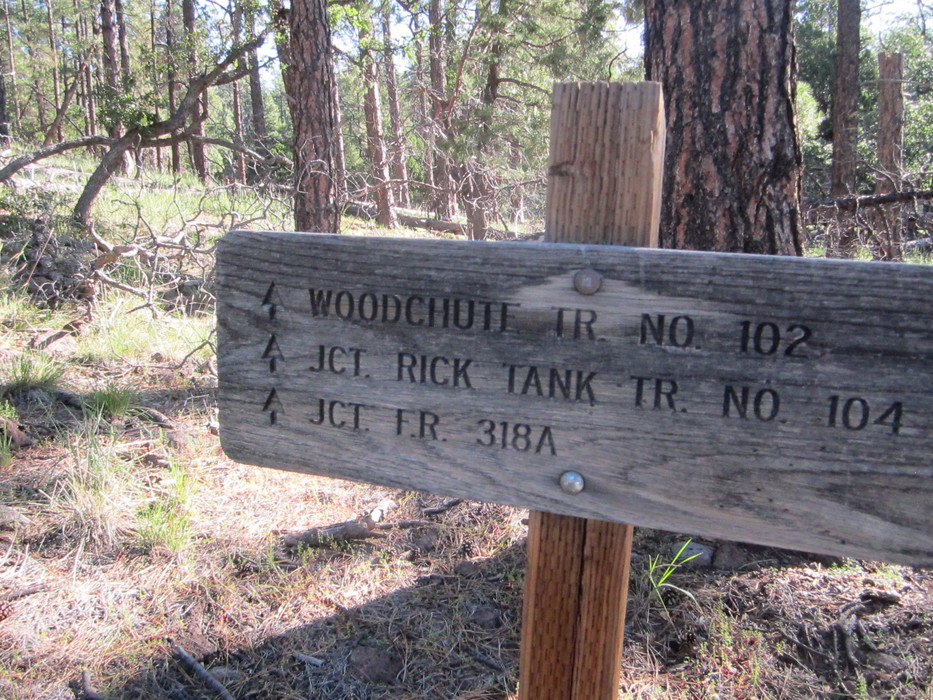 WOODCHUTE TR. NO. 102
JCT. RICK TANK TR. NO. 104
JCT. F.R. 318A